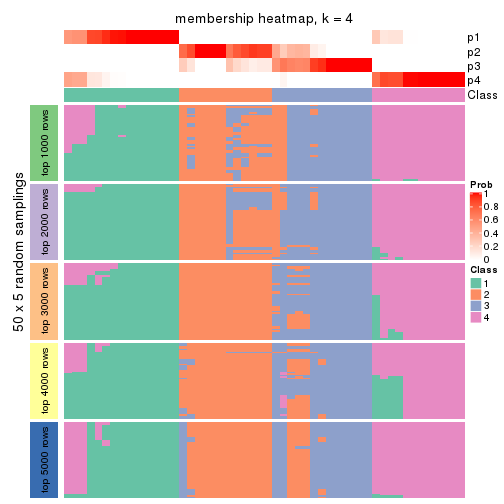 membership heatmap, k = 4
p1
p2
p3
p4
Class
50 x 5 random samplings
top 1000 rows
top 2000 rows
top 3000 rows
top 4000 rows
top 5000 rows
Prob
1
0.8
0.6
0.4
0.2
0
Class
1
2
3
4